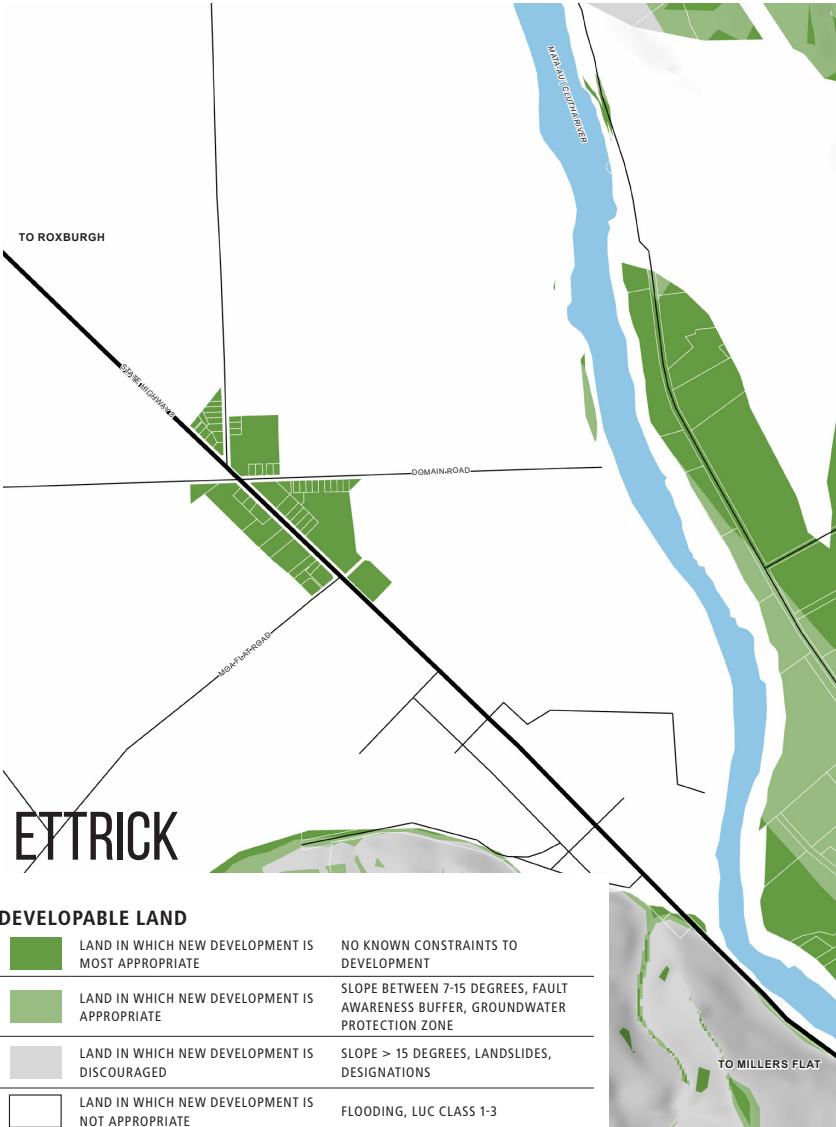 MATA-AU | CLUTHA RIVER
TO ROXBURGH
STATE HIGHWAY 8
DOMAIN ROAD
MOA FLAT ROAD
ETTRICK
DEVELOPABLE LAND
LAND IN WHICH NEW DEVELOPMENT IS
MOST APPROPRIATE
NO KNOWN CONSTRAINTS TO
DEVELOPMENT
LAND IN WHICH NEW DEVELOPMENT IS
APPROPRIATE
SLOPE BETWEEN 7-15 DEGREES, FAULT
AWARENESS BUFFER, GROUNDWATER
PROTECTION ZONE
LAND IN WHICH NEW DEVELOPMENT IS
DISCOURAGED
SLOPE > 15 DEGREES, LANDSLIDES,
DESIGNATIONS
LAND IN WHICH NEW DEVELOPMENT IS
NOT APPROPRIATE
FLOODING, LUC CLASS 1-3
TO MILLERS FLAT